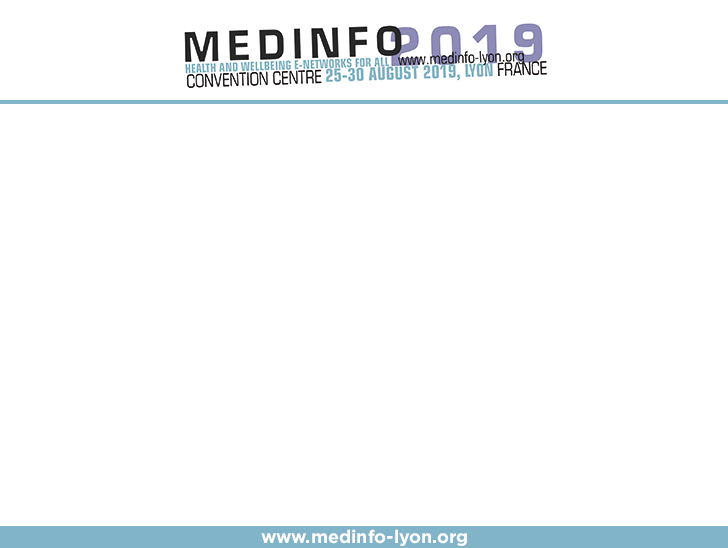 MEDINFO 2019
www.medinfo-lyon.org
HEALTH AND WELLBEING E-NETWORKS FOR ALL
CONVENTION CENTRE 25-30 AUGUST 2019, LYON FRANCE
www.medinfo-lyon.org